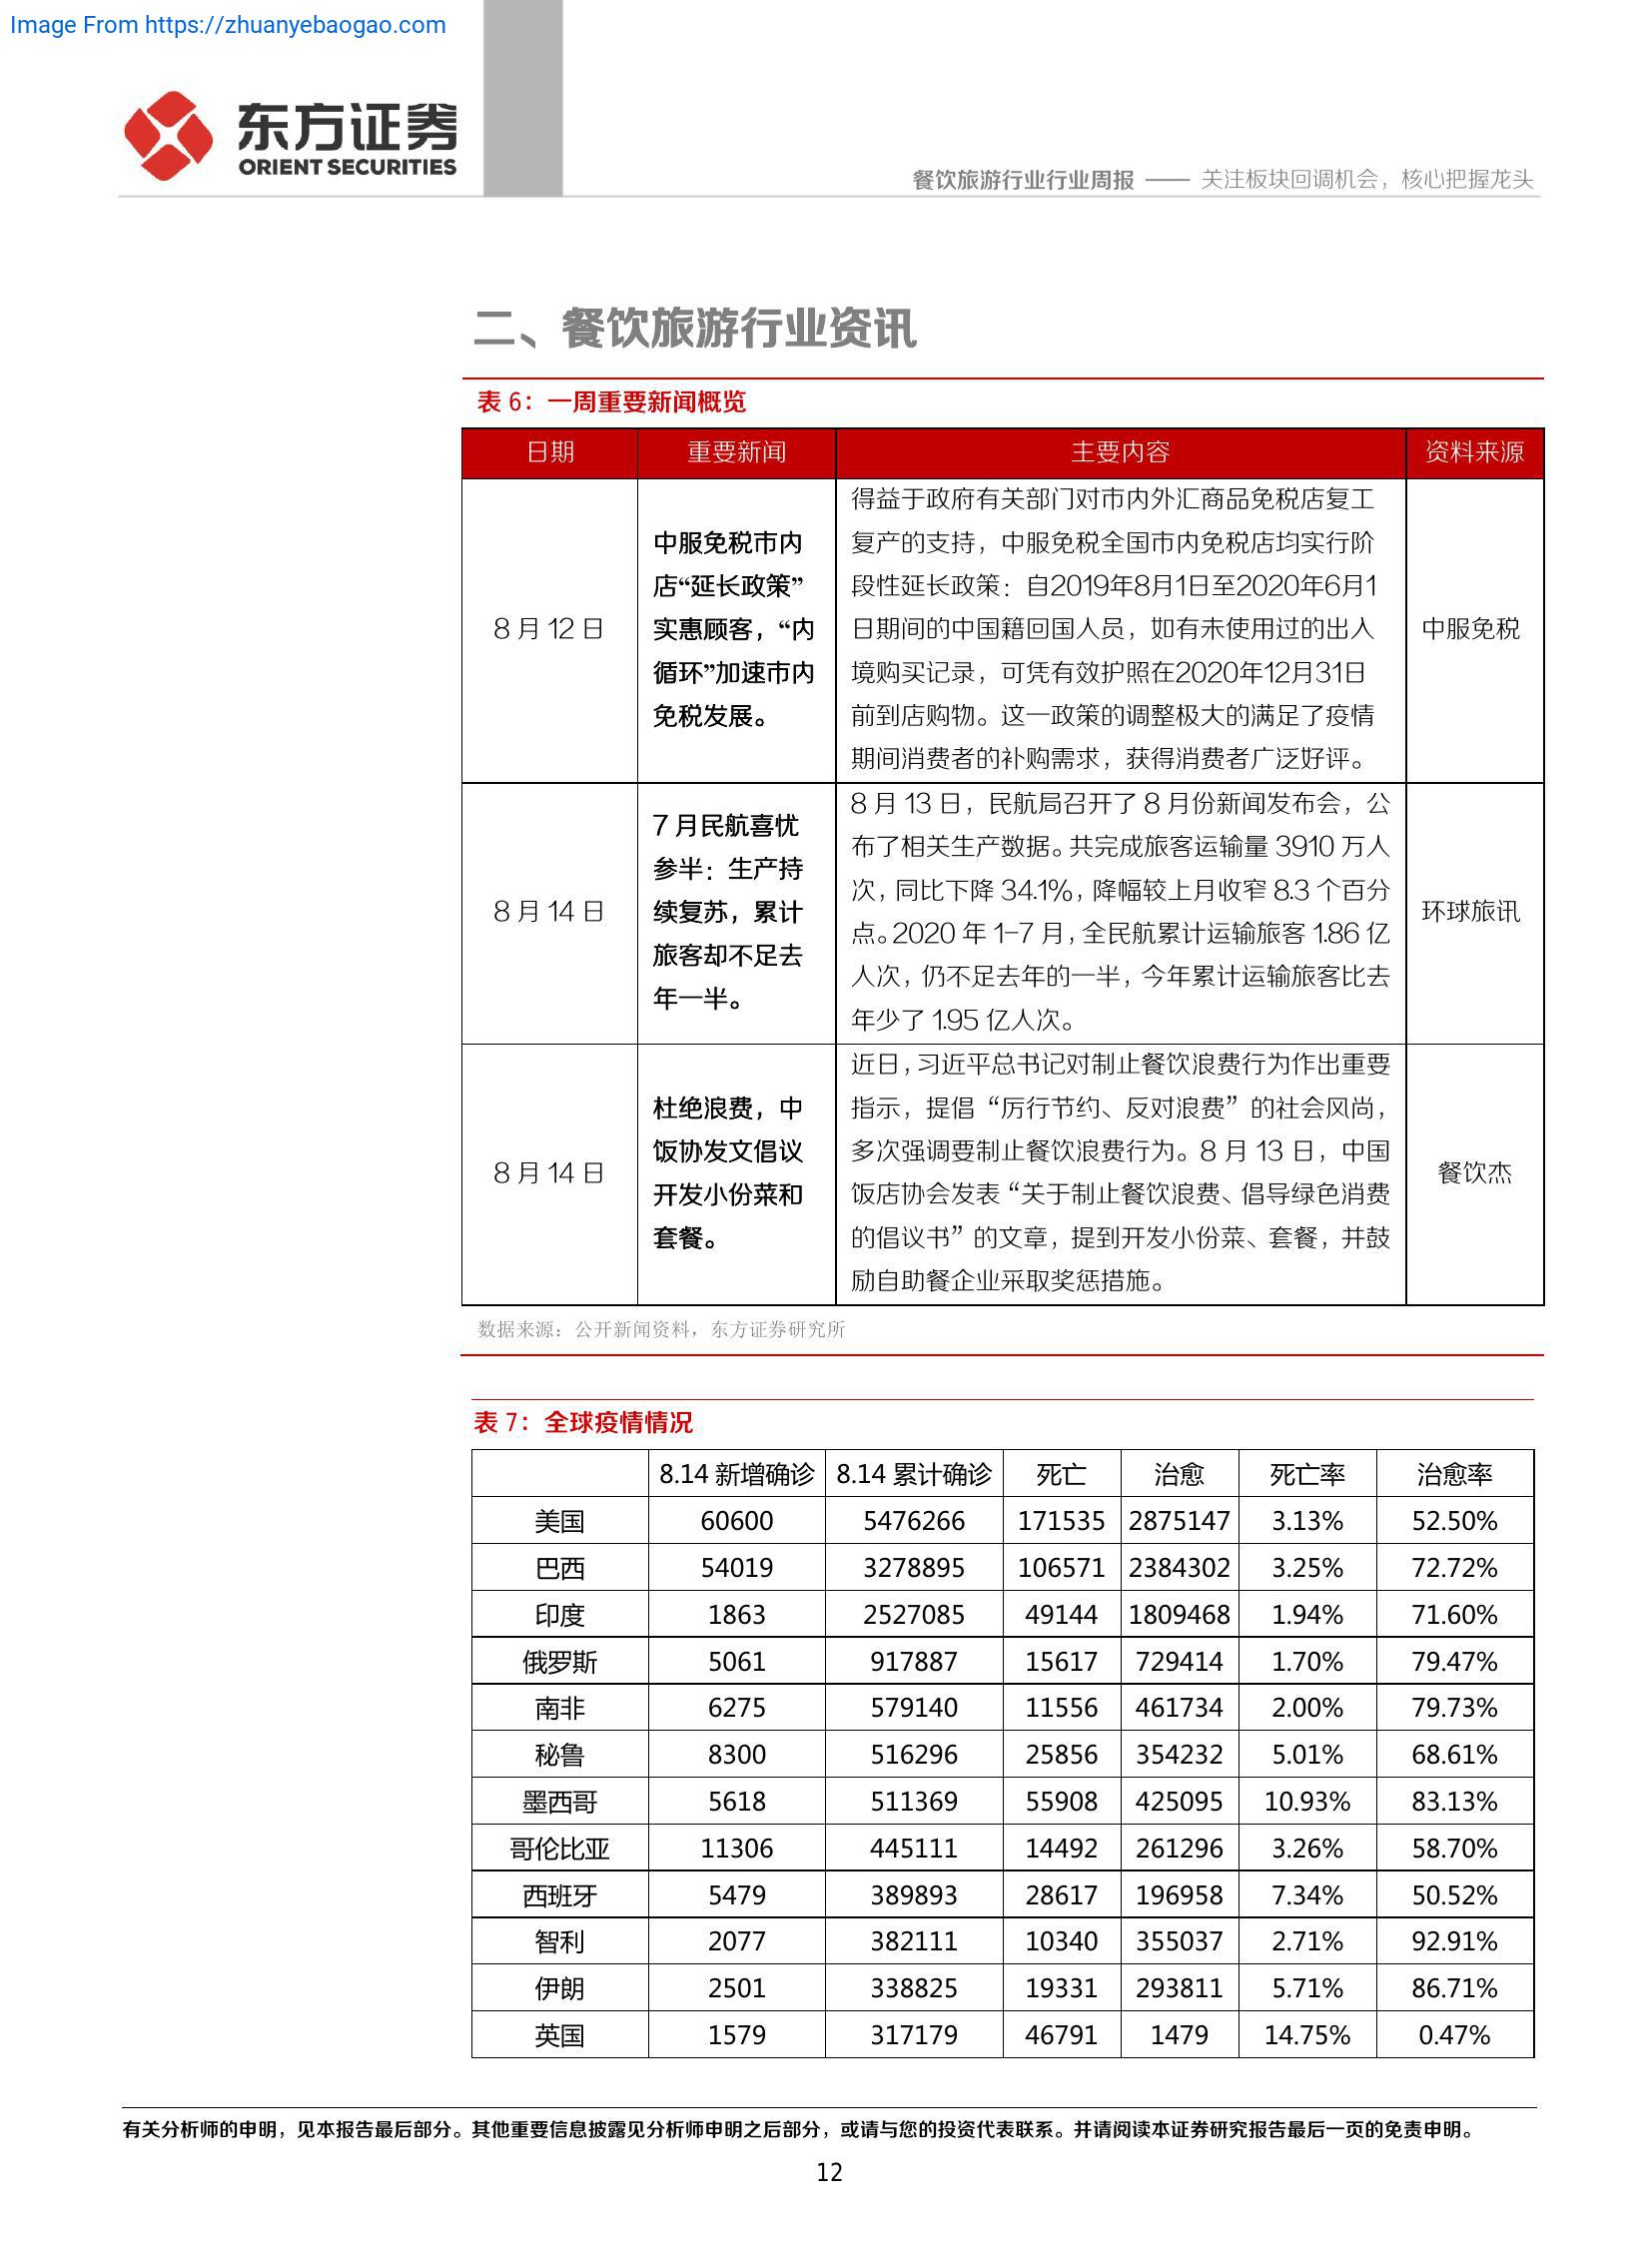 Image From https://zhuanyebaogao.com
东方证券
ORIENT SECURITIES
餐饮旅游行业行业周报 —— 关注板块回调机会，核心把握龙头
二、餐饮旅游行业资讯
表 6：一周重要新闻概览
日期 重要新闻 主要内容 资料来源
8 月 12 日
中服免税市内
店“延长政策”
实惠顾客，“内
循环”加速市内
免税发展。
得益于政府有关部门对市内外汇商品免税店复工
复产的支持，中服免税全国市内免税店均实行阶
段性延长政策：自2019年8月1日至2020年6月1
日期间的中国籍回国人员，如有未使用过的出入
境购买记录，可凭有效护照在2020年12月31日
前到店购物。这一政策的调整极大的满足了疫情
期间消费者的补购需求，获得消费者广泛好评。
中服免税
8 月 14 日
7 月民航喜忧
参半：生产持
续复苏，累计
旅客却不足去
年一半。
8 月 13 日，民航局召开了 8 月份新闻发布会，公
布了相关生产数据。共完成旅客运输量 3910 万人
次，同比下降 34.1%，降幅较上月收窄 8.3 个百分
点。2020 年 1-7 月，全民航累计运输旅客 1.86 亿
人次，仍不足去年的一半，今年累计运输旅客比去
年少了 1.95 亿人次。
环球旅讯
8 月 14 日
杜绝浪费，中
饭协发文倡议
开发小份菜和
套餐。
近日，习近平总书记对制止餐饮浪费行为作出重要
指示，提倡“厉行节约、反对浪费”的社会风尚，
多次强调要制止餐饮浪费行为。8 月 13 日，中国
饭店协会发表“关于制止餐饮浪费、倡导绿色消费
的倡议书”的文章，提到开发小份菜、套餐，并鼓
励自助餐企业采取奖惩措施。
餐饮杰
数据来源：公开新闻资料，东方证券研究所
表 7：全球疫情情况
8.14 新增确诊 8.14 累计确诊 死亡 治愈 死亡率 治愈率
美国 60600 5476266 171535 2875147 3.13% 52.50%
巴西 54019 3278895 106571 2384302 3.25% 72.72%
印度 1863 2527085 49144 1809468 1.94% 71.60%
俄罗斯 5061 917887 15617 729414 1.70% 79.47%
南非 6275 579140 11556 461734 2.00% 79.73%
秘鲁 8300 516296 25856 354232 5.01% 68.61%
墨西哥 5618 511369 55908 425095 10.93% 83.13%
哥伦比亚 11306 445111 14492 261296 3.26% 58.70%
西班牙 5479 389893 28617 196958 7.34% 50.52%
智利 2077 382111 10340 355037 2.71% 92.91%
伊朗 2501 338825 19331 293811 5.71% 86.71%
英国 1579 317179 46791 1479 14.75% 0.47%
有关分析师的申明，见本报告最后部分。其他重要信息披露见分析师申明之后部分，或请与您的投资代表联系。并请阅读本证券研究报告最后一页的免责申明。
12